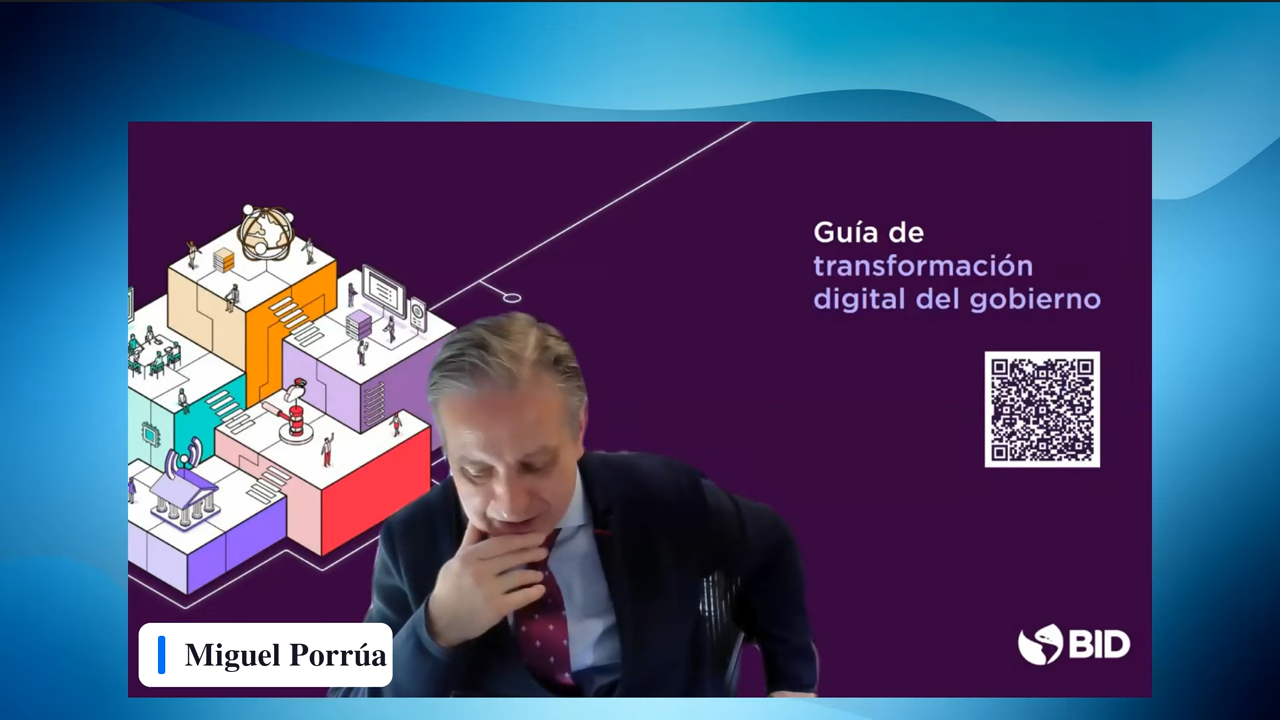 Guía de
transformación
digital del gobierno
BID
Miguel Porrúa